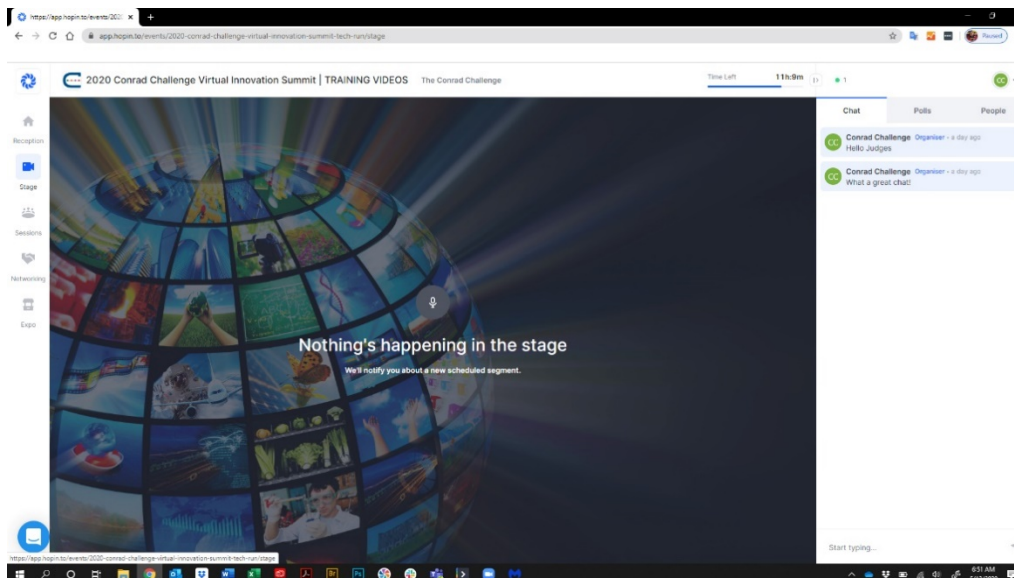 https://app.hopin.to/events/202
app.hopin.to/events/2020-conrad-challenge-virtual-innovation-summit-tech-run/stage
Paused
2020 Conrad Challenge Virtual Innovation Summit | TRAINING VIDEOS The Conrad Challenge
Time Left 11h:9m
1
CC
Reception
Stage
Sessions
Networking
Expo
Nothing's happening in the stage
We'll notify you about a new scheduled segment.
Chat Polls People
CC
Conrad Challenge Organiser • a day ago
Hello Judges
CC
Conrad Challenge Organiser • a day ago
What a great chat!
Start typing...
https://app.hopin.to/events/2020-conrad-challenge-virtual-innovation-summit-tech-run/stage
6:51 AM